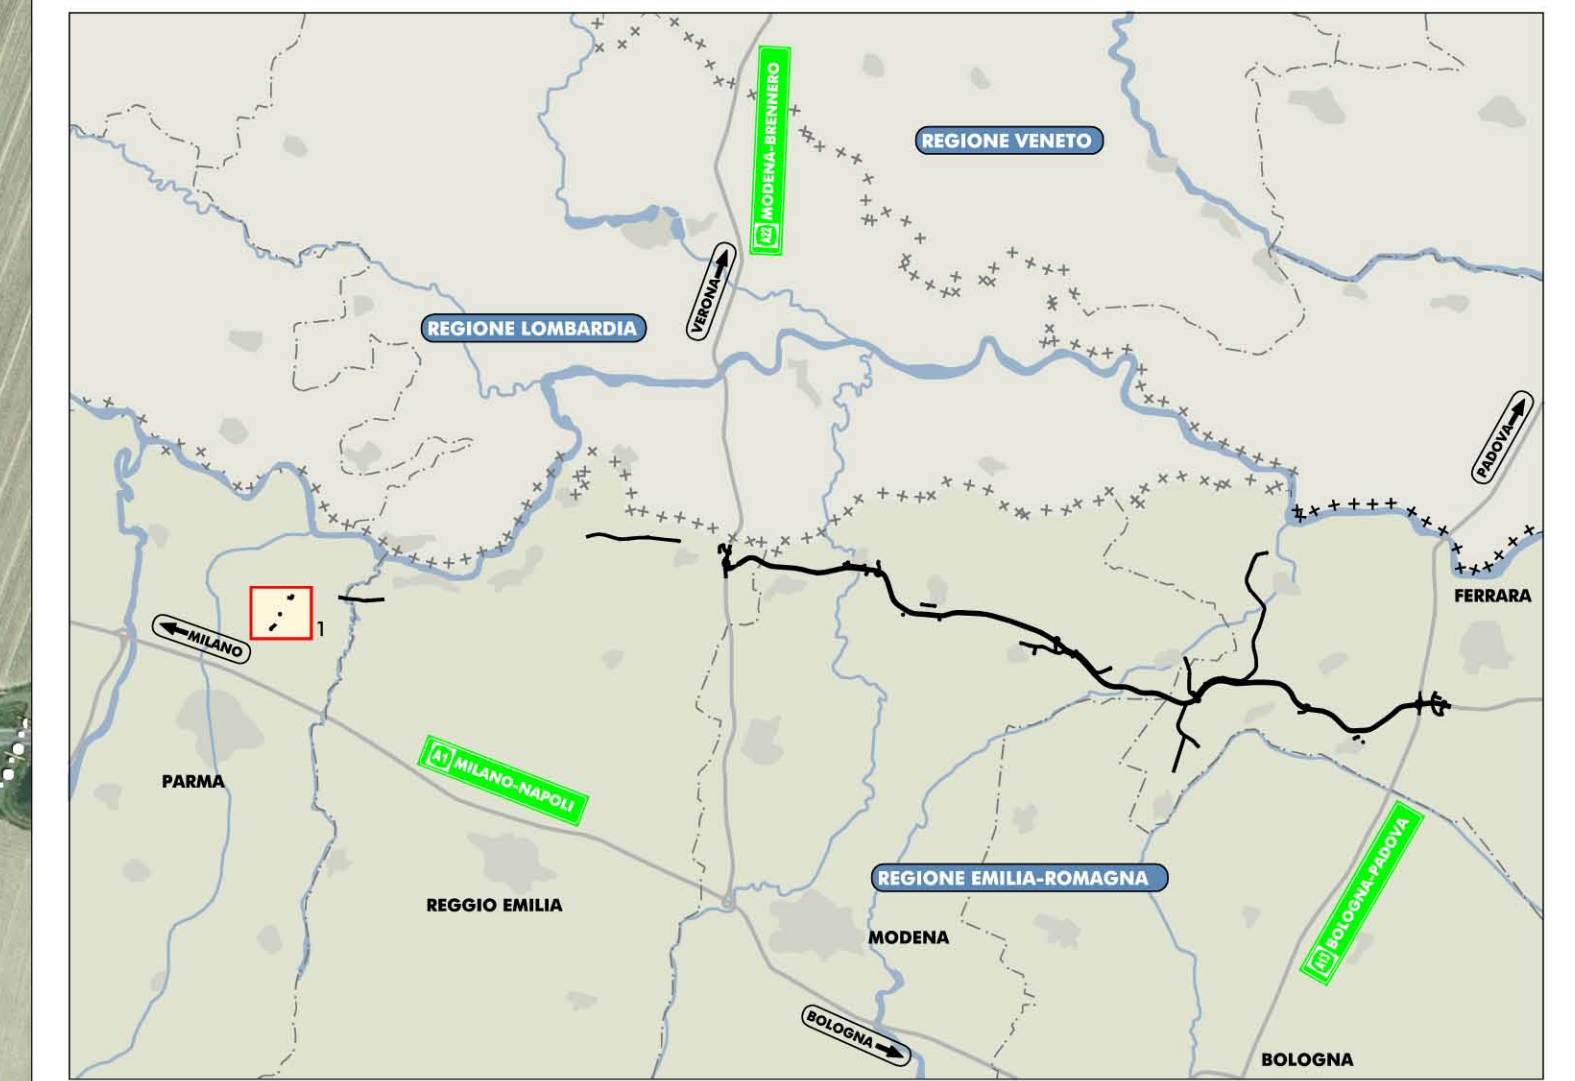 A22 MODENA-BRENNERO
REGIONE VENETO
VERONA
REGIONE LOMBARDIA
PADOVA
FERRARA
1
MILANO
A1 MILANO-NAPOLI
PARMA
A13 BOLOGNA-PADOVA
REGIONE EMILIA-ROMAGNA
REGGIO EMILIA
MODENA
BOLOGNA
BOLOGNA